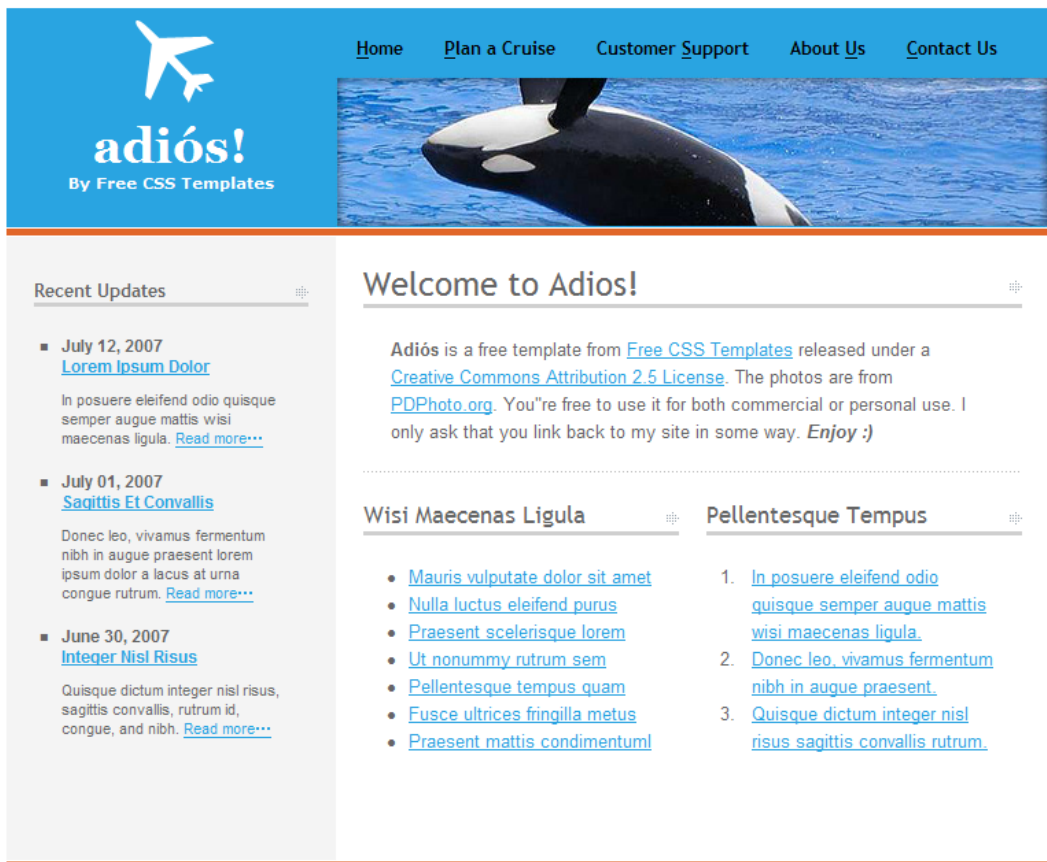 adiós!
By Free CSS Templates
Home Plan a Cruise Customer Support About Us Contact Us
Recent Updates
July 12, 2007
Lorem Ipsum Dolor
In posuere eleifend odio quisque
semper augue mattis wisi
maecenas ligula. Read more•••
July 01, 2007
Sagittis Et Convallis
Donec leo, vivamus fermentum
nibh in augue praesent lorem
ipsum dolor a lacus at urna
congue rutrum. Read more•••
June 30, 2007
Integer Nisl Risus
Quisque dictum integer nisl risus,
sagittis convallis, rutrum id,
congue, and nibh. Read more•••
Welcome to Adios!
Adiós is a free template from Free CSS Templates released under a
Creative Commons Attribution 2.5 License. The photos are from
PDPhoto.org. You"re free to use it for both commercial or personal use. I
only ask that you link back to my site in some way. Enjoy :)
Wisi Maecenas Ligula
• Mauris vulputate dolor sit amet
• Nulla luctus eleifend purus
• Praesent scelerisque lorem
• Ut nonummy rutrum sem
• Pellentesque tempus quam
• Fusce ultrices fringilla metus
• Praesent mattis condimentuml
Pellentesque Tempus
1. In posuere eleifend odio
quisque semper augue mattis
wisi maecenas ligula.
2. Donec leo, vivamus fermentum
nibh in augue praesent.
3. Quisque dictum integer nisl
risus sagittis convallis rutrum.